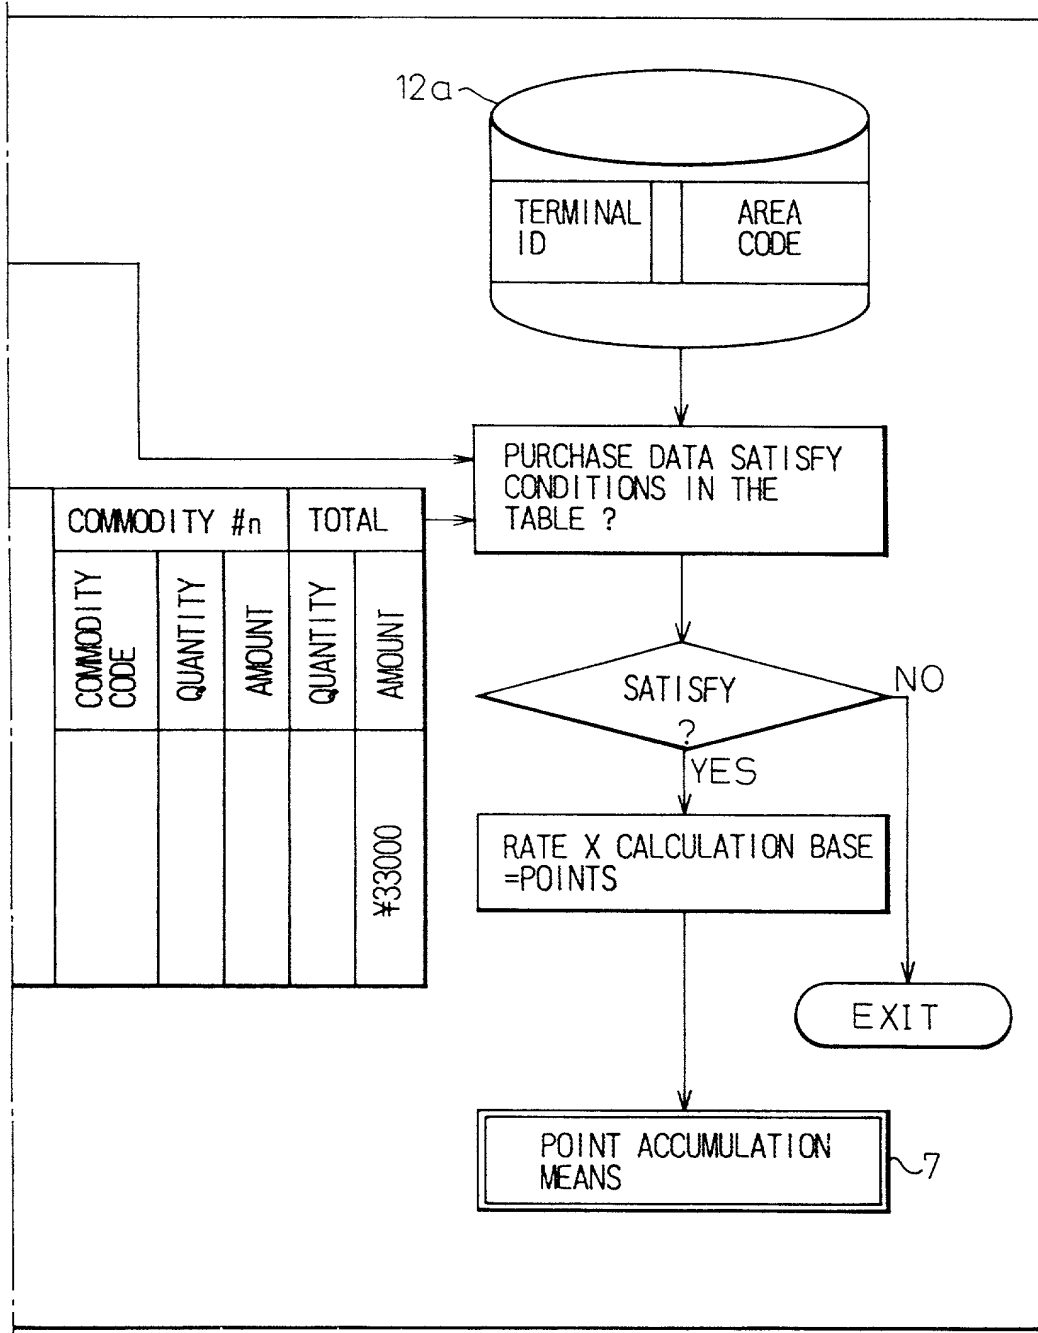 12a
TERMINAL
ID
AREA
CODE
PURCHASE DATA SATISFY
CONDITIONS IN THE
TABLE ?
COMMODITY #n
TOTAL
COMMODITY
CODE
QUANTITY
AMOUNT
QUANTITY
AMOUNT
¥33000
SATISFY
?
NO
YES
RATE X CALCULATION BASE
=POINTS
EXIT
POINT ACCUMULATION
MEANS
7